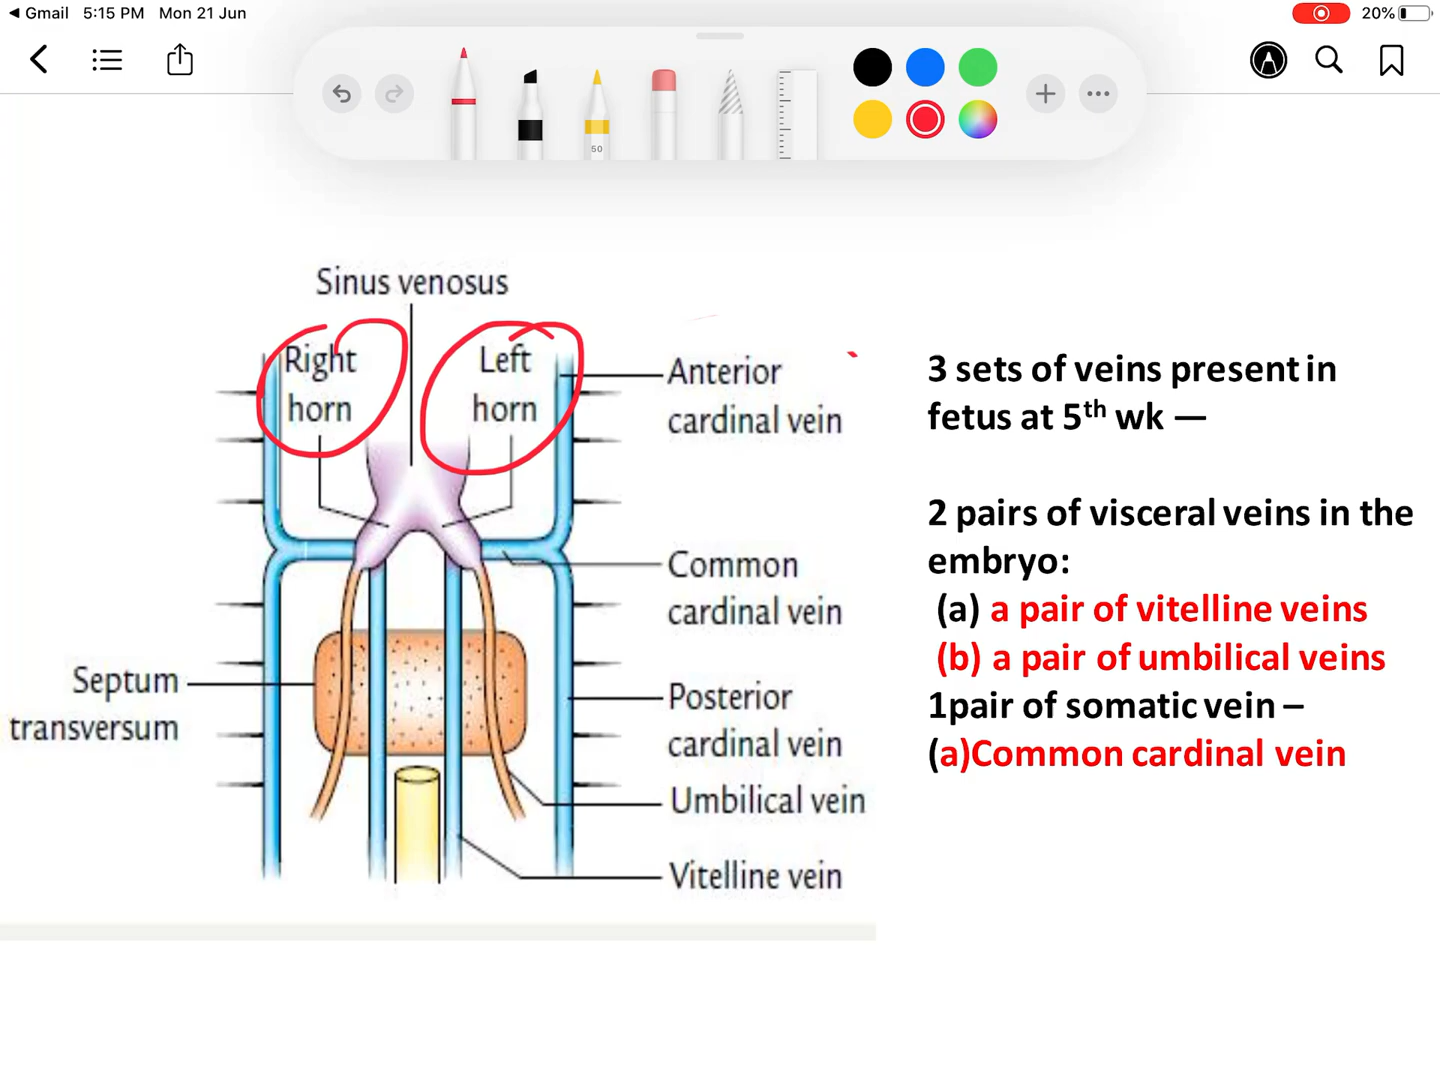 Gmail 5:15 PM Mon 21 Jun
20%
50
Sinus venosus
Right
horn
Left
horn
Anterior
cardinal vein
Common
cardinal vein
Septum
transversum
Posterior
cardinal vein
Umbilical vein
Vitelline vein
3 sets of veins present in
fetus at 5th wk —
2 pairs of visceral veins in the
embryo:
(a) a pair of vitelline veins
(b) a pair of umbilical veins
1pair of somatic vein –
(a)Common cardinal vein